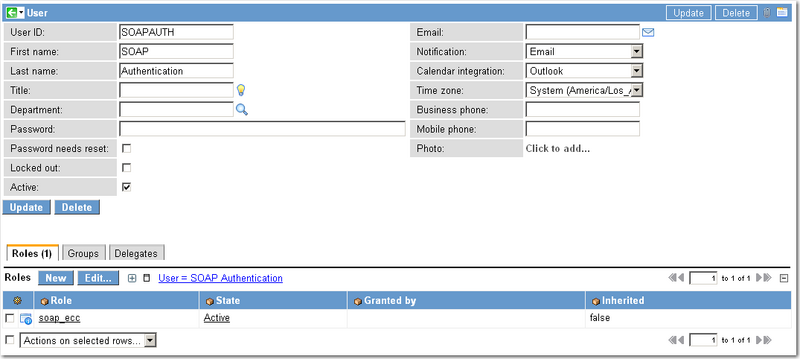 User Update Delete
User ID: SOAPAUTH Email:
First name: SOAP Notification: Email
Last name: Authentication Calendar integration: Outlook
Title: Time zone: System (America/Los_
Department: Business phone:
Password: Mobile phone:
Password needs reset: Photo: Click to add...
Locked out:
Active:
Update Delete
Roles (1) Groups Delegates
Roles New Edit... User = SOAP Authentication 1 to 1 of 1
Role State Granted by Inherited
soap_ecc Active false
Actions on selected rows... 1 to 1 of 1